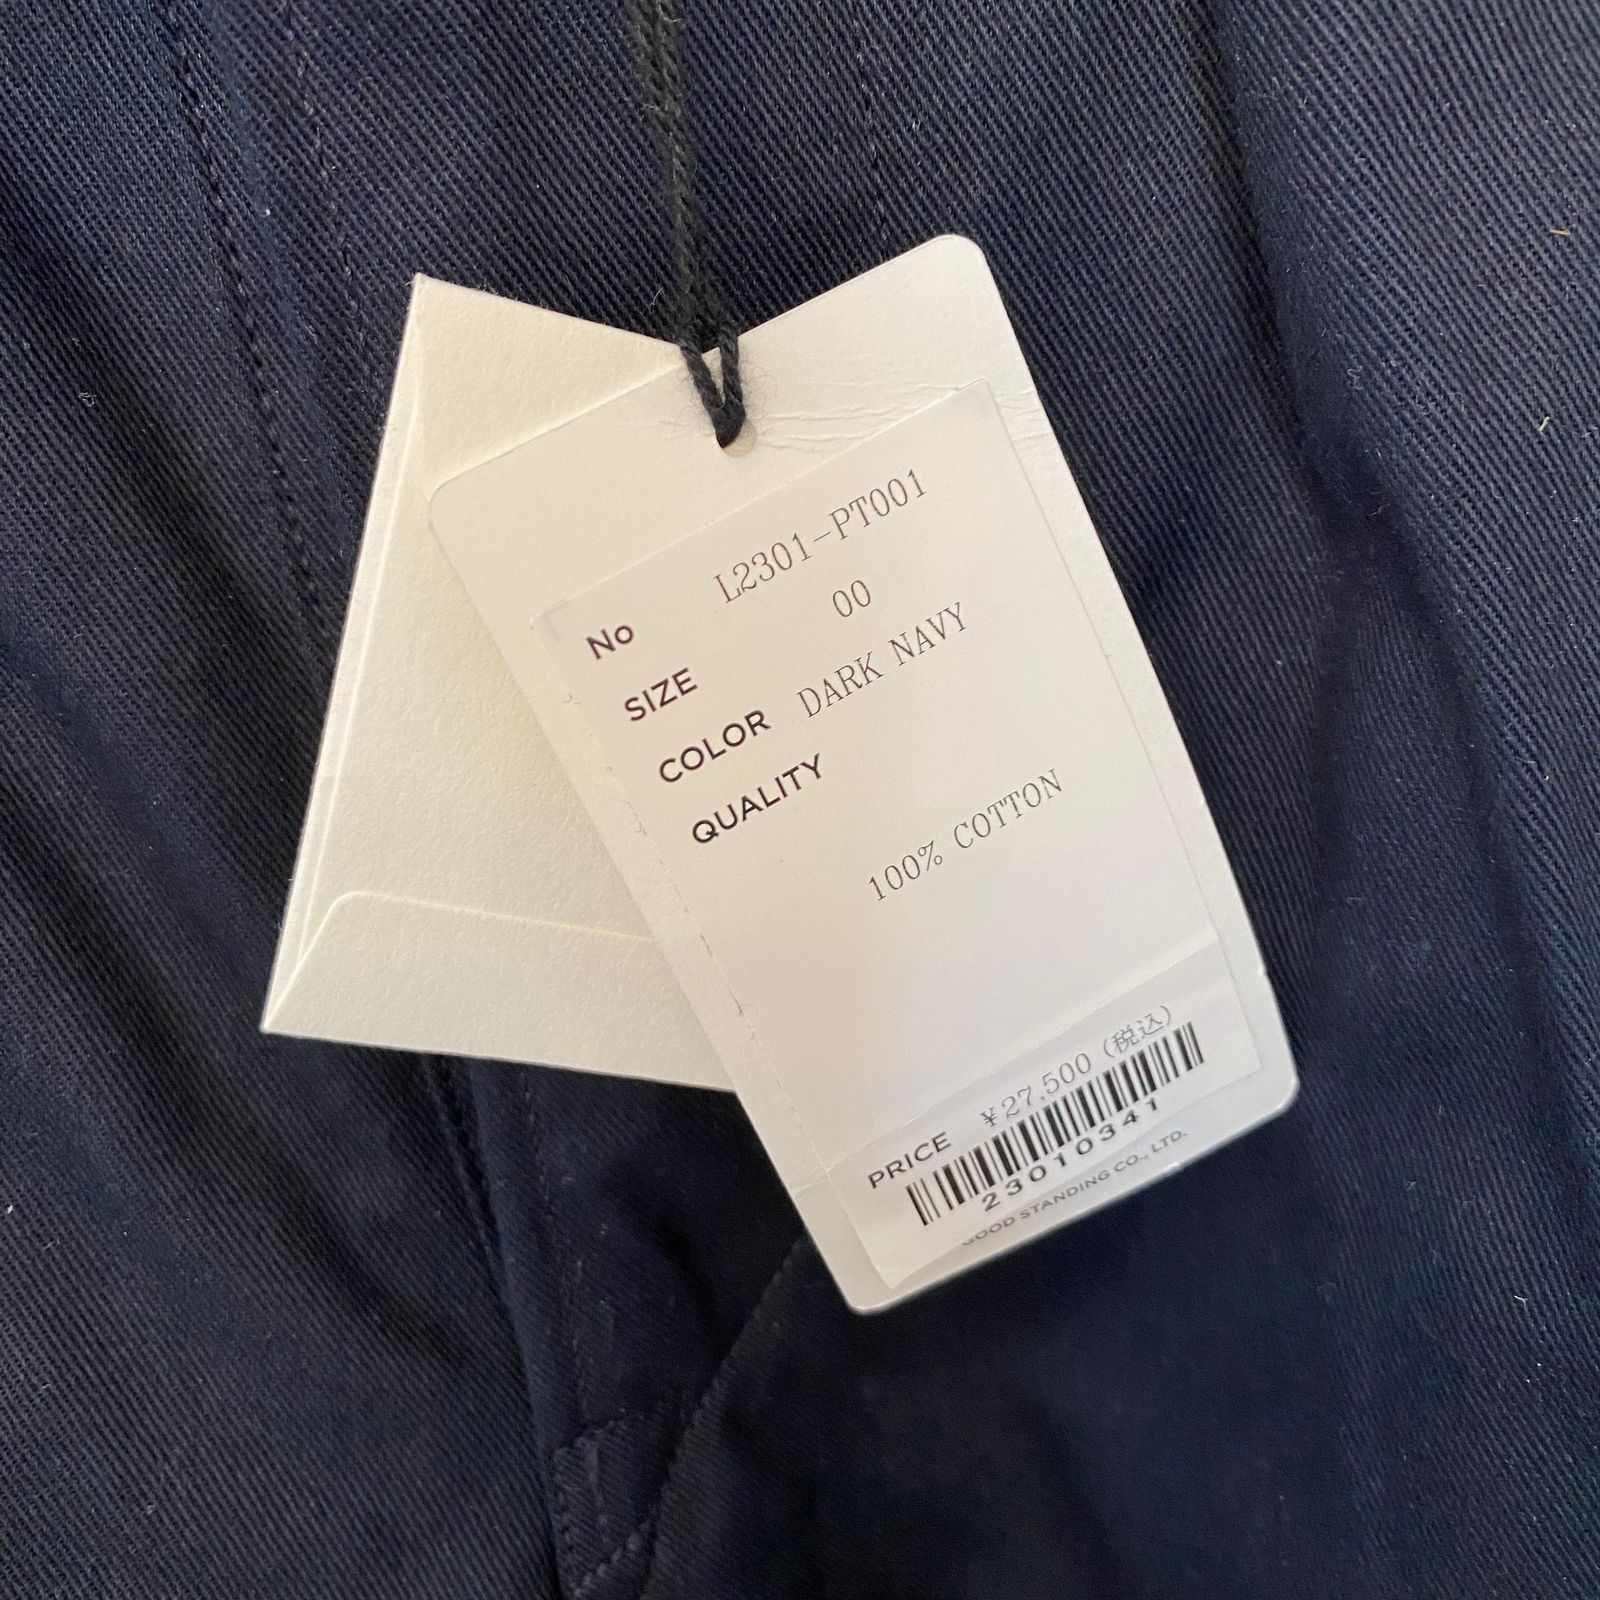 No L2301-PT001
SIZE 00
COLOR DARK NAVY
QUALITY
100% COTTON
PRICE ¥27,500(税込)
23010341
GOOD STANDING CO., LTD.